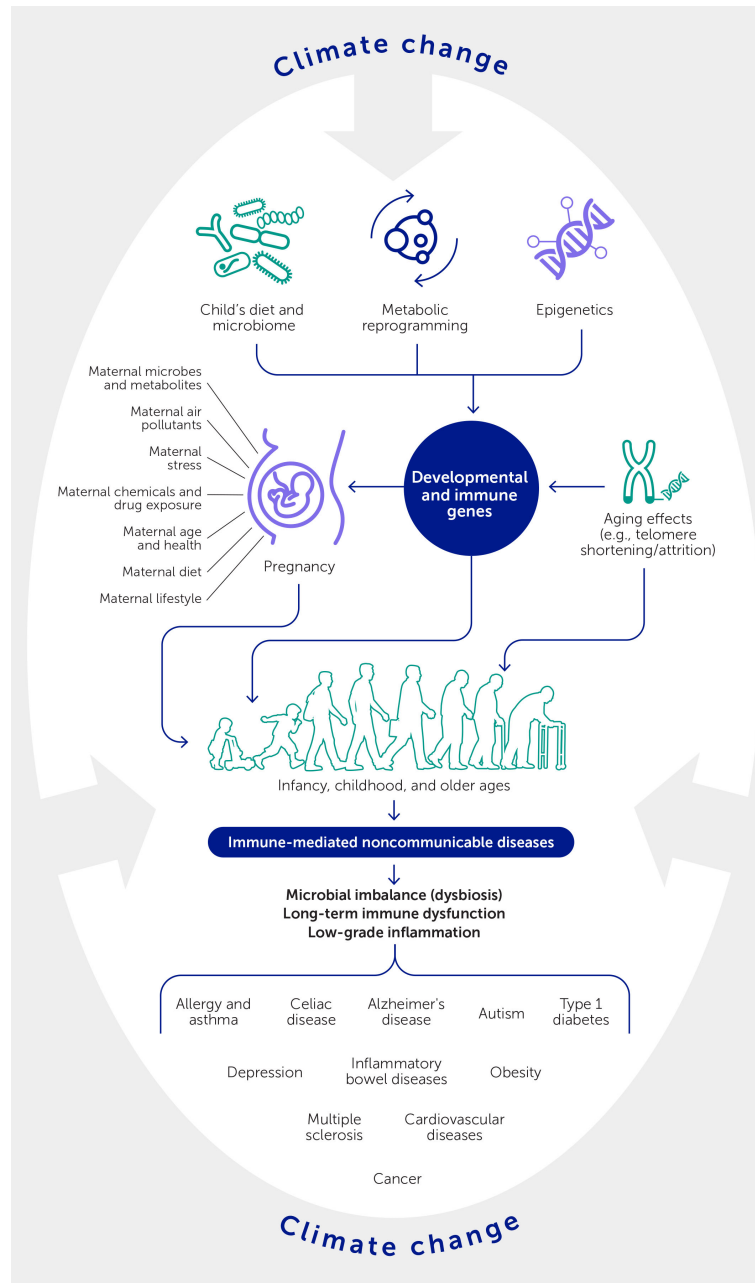 Climate change
Child's diet and
microbiome
Metabolic
reprogramming
Epigenetics
Maternal microbes
and metabolites
Maternal air
pollutants
Maternal
stress
Maternal chemicals and
drug exposure
Maternal age
and health
Maternal diet
Maternal lifestyle
Pregnancy
Developmental
and immune
genes
Aging effects
(e.g., telomere
shortening/attrition)
Infancy, childhood, and older ages
Immune-mediated noncommunicable diseases
Microbial imbalance (dysbiosis)
Long-term immune dysfunction
Low-grade inflammation
Allergy and
asthma
Celiac
disease
Alzheimer's
disease
Autism
Type 1
diabetes
Depression
Inflammatory
bowel diseases
Obesity
Multiple
sclerosis
Cardiovascular
diseases
Cancer
Climate change